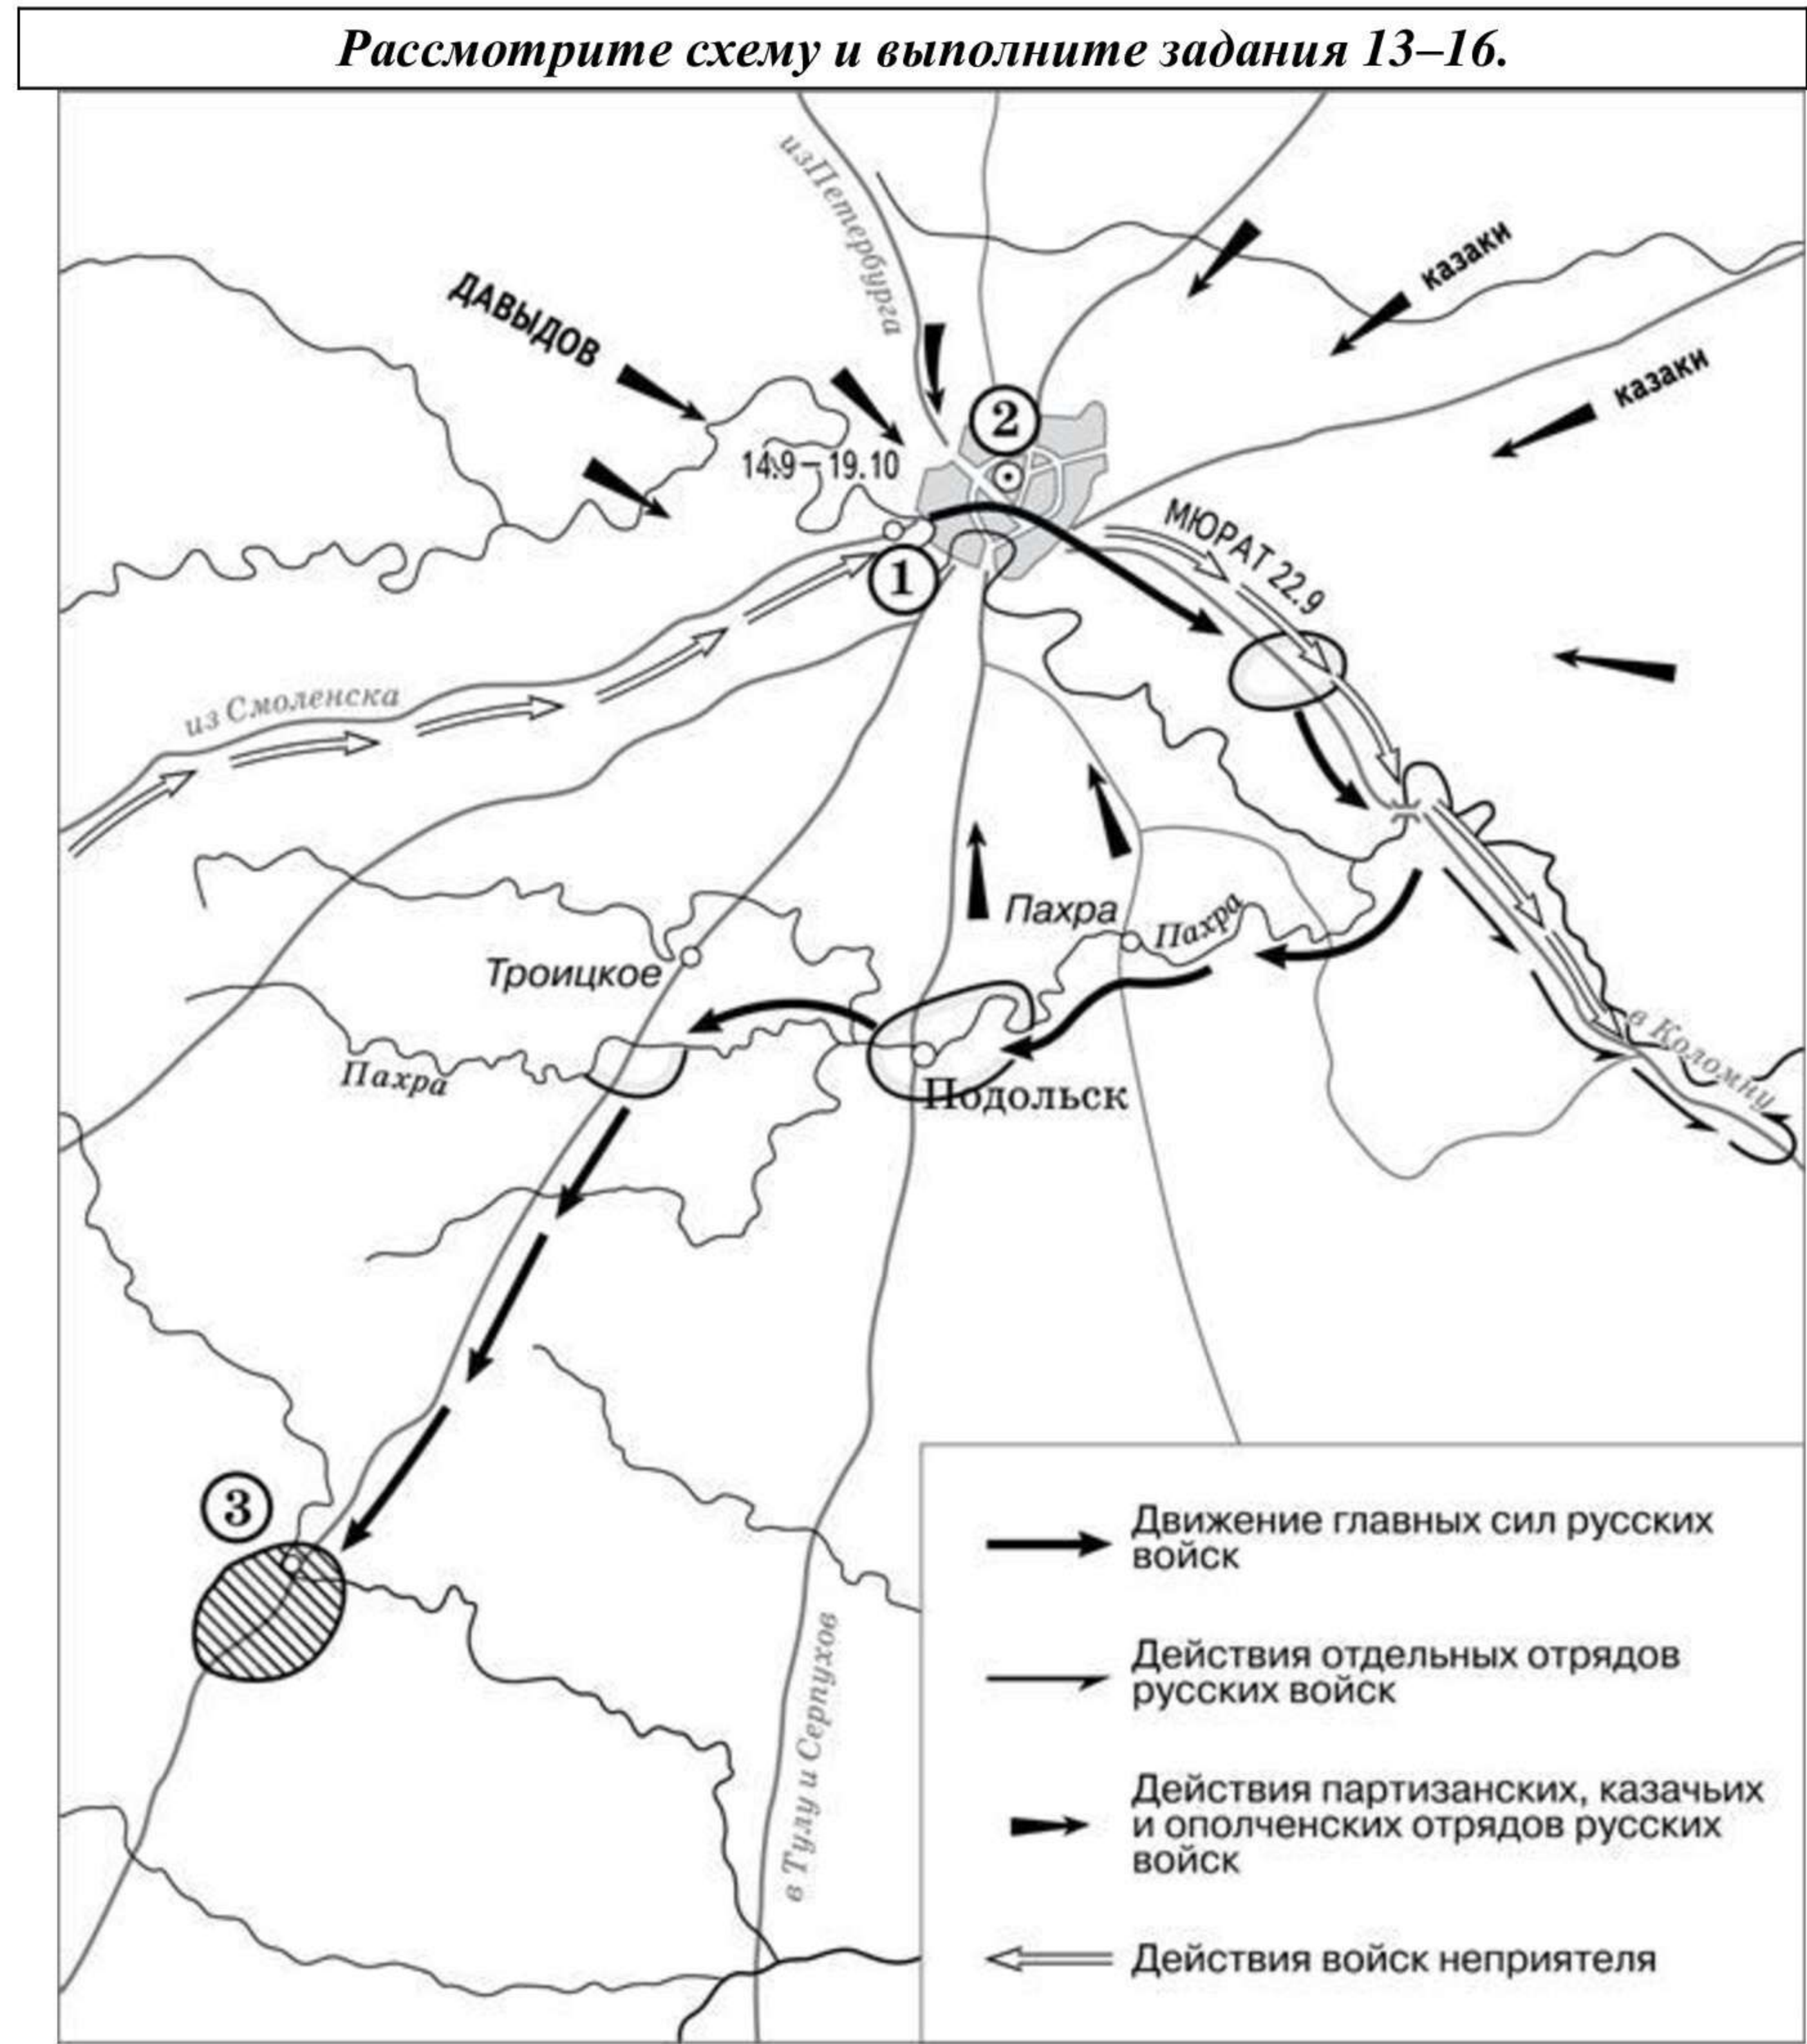 Рассмотрите схему и выполните задания 13–16.
из Петербурга
казаки
ДАВЫДОВ
казаки
2
14.9 – 19.10
МЮРАТ 22.9
1
из Смоленска
Пахра
Пахра
Троицкое
в Коломну
Пахра
Подольск
3
в Тулу и Серпухов
Движение главных сил русских
войск
Действия отдельных отрядов
русских войск
Действия партизанских, казачьих
и ополченских отрядов русских
войск
Действия войск неприятеля